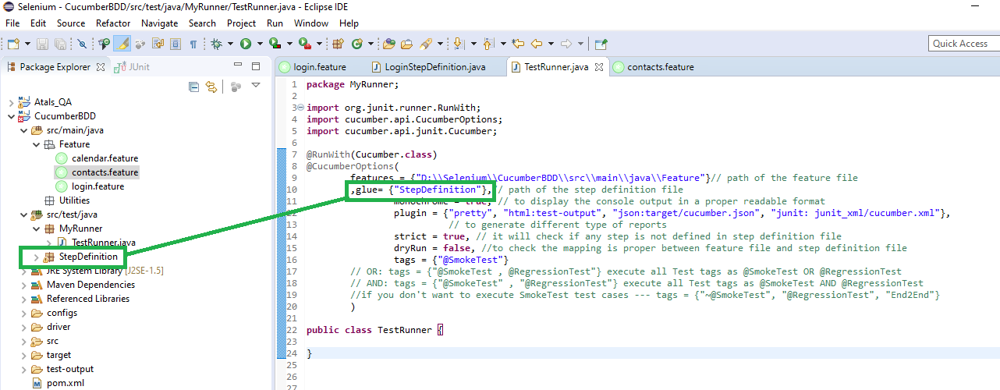 Selenium - CucumberBDD/src/test/java/MyRunner/TestRunner.java - Eclipse IDE
File Edit Source Refactor Navigate Search Project Run Window Help
Quick Access
Package Explorer JUnit
login.feature LoginStepDefinition.java TestRunner.java contacts.feature
Atals_QA
CucumberBDD
src/main/java
Feature
calendar.feature
contacts.feature
login.feature
Utilities
src/test/java
MyRunner
TestRunner.java
StepDefinition
JRE System Library [J2SE-1.5]
Maven Dependencies
Referenced Libraries
configs
driver
src
target
test-output
pom.xml
1 package MyRunner;
2
3 import org.junit.runner.RunWith;
4 import cucumber.api.CucumberOptions;
5 import cucumber.api.junit.Cucumber;
6
7 @RunWith(Cucumber.class)
8 @CucumberOptions(
9 features = {"D:\\Selenium\\CucumberBDD\\src\\main\\java\\Feature"}// path of the feature file
10 ,glue= {"StepDefinition"},// path of the step definition file
11 monochrome = true, // to display the console output in a proper readable format
12 plugin = {"pretty", "html:test-output", "json:target/cucumber.json", "junit: junit_xml/cucumber.xml"},
13 // to generate different type of reports
14 strict = true, // it will check if any step is not defined in step definition file
15 dryRun = false, //to check the mapping is proper between feature file and step definition file
16 tags = {"@SmokeTest"}
17 // OR: tags = {"@SmokeTest , @RegressionTest"} execute all Test tags as @SmokeTest OR @RegressionTest
18 // AND: tags = {"@SmokeTest" , "@RegressionTest"} execute all Test tags as @SmokeTest AND @RegressionTest
19 //if you don't want to execute SmokeTest test cases --- tags = {"~@SmokeTest", "@RegressionTest", "End2End"}
20 )
21
22 public class TestRunner {
23
24 }
25
26
27